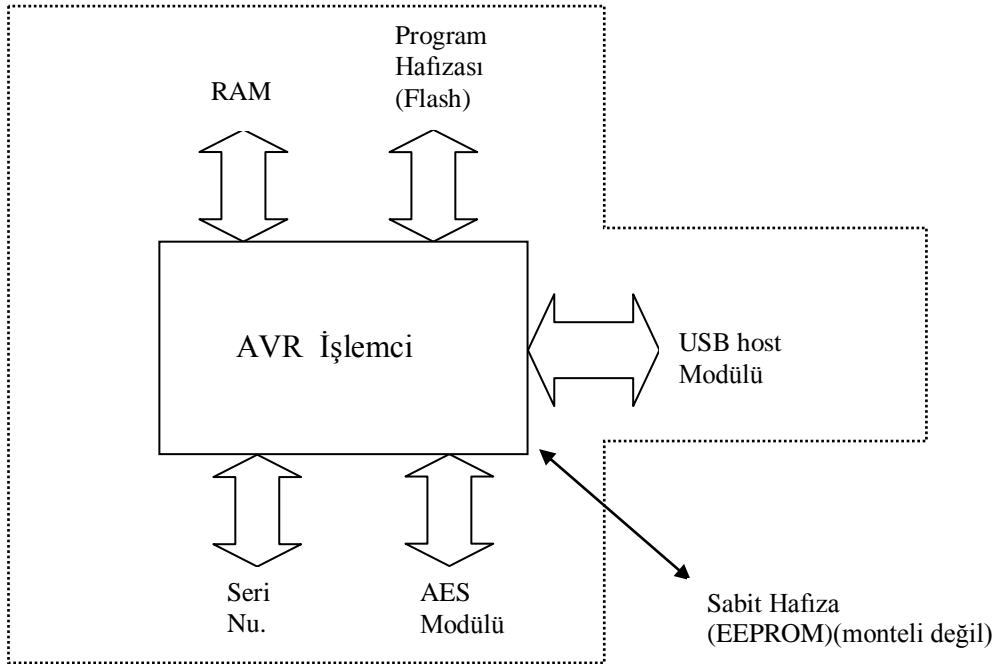 Program
Hafızası
(Flash)
RAM
AVR İşlemci
USB host
Modülü
Seri
Nu.
AES
Modülü
Sabit Hafıza
(EEPROM)(monteli değil)